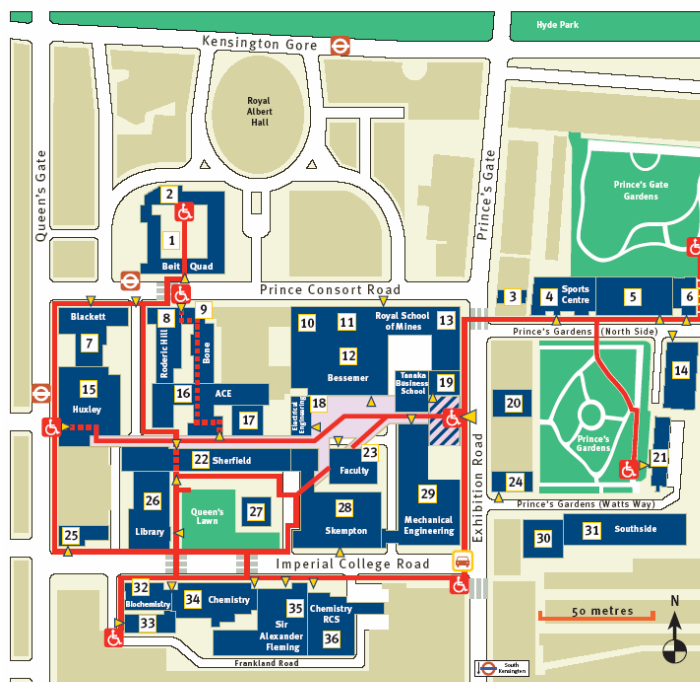 Hyde Park
Kensington Gore
Royal
Albert
Hall
Queen's Gate
Prince's Gate
Prince's Gate
Gardens
2
1
Belt Quad
Prince Consort Road
3
4
Sports
Centre
5
6
Prince's Gardens (North Side)
Blackett
7
8
9
Roderic Hill
Bone
10
11
Royal School
of Mines
13
12
Bessemer
14
15
Huxley
16
ACE
17
18
Electrical
Engineering
Tanaka
Business
School
19
20
Prince's
Gardens
21
22
Sherfield
23
Faculty
24
Exhibition Road
Prince's Gardens (Watts Way)
26
Library
Queen's
Lawn
27
28
Skempton
29
Mechanical
Engineering
25
30
31
Southside
Imperial College Road
32
Biochemistry
33
34
Chemistry
35
Sir
Alexander
Fleming
Chemistry
RCS
36
Frankland Road
50 metres
N
South
Kensington